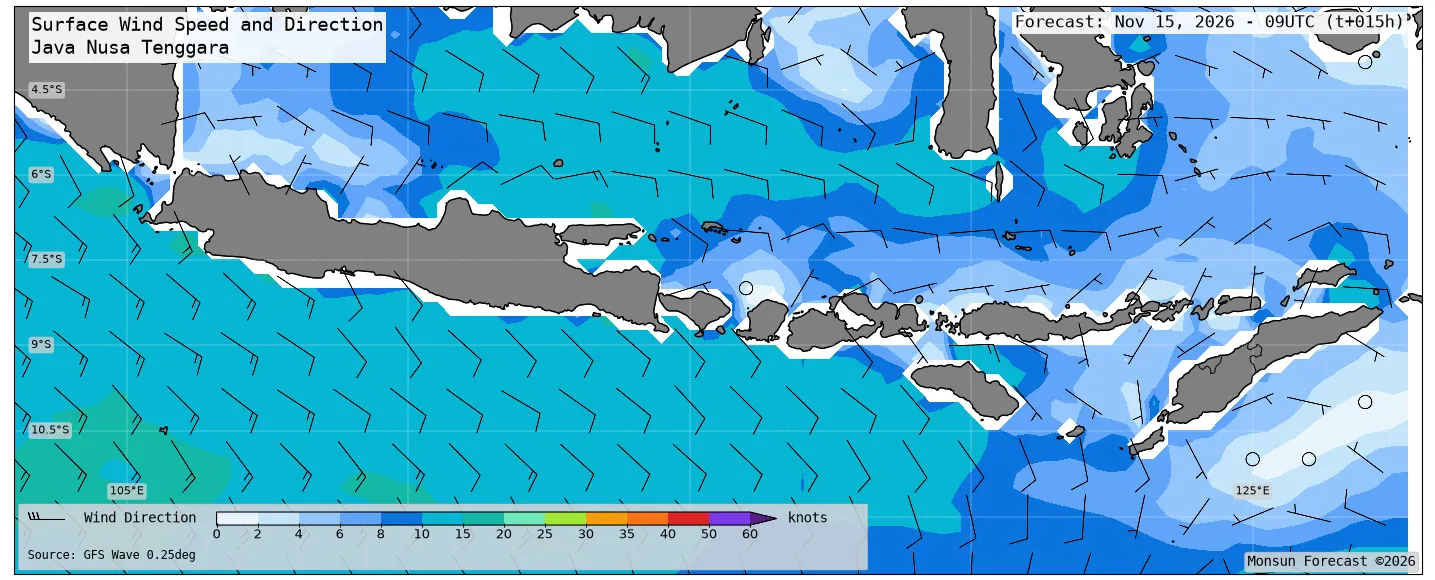 Surface Wind Speed and Direction
Java Nusa Tenggara
Forecast: Nov 15, 2026 - 09UTC (t+015h)
4.5°S
6°S
7.5°S
9°S
10.5°S
105°E
125°E
Wind Direction
0 2 4 6 8 10 15 20 25 30 35 40 50 60
knots
Source: GFS Wave 0.25deg
Monsun Forecast ©2026